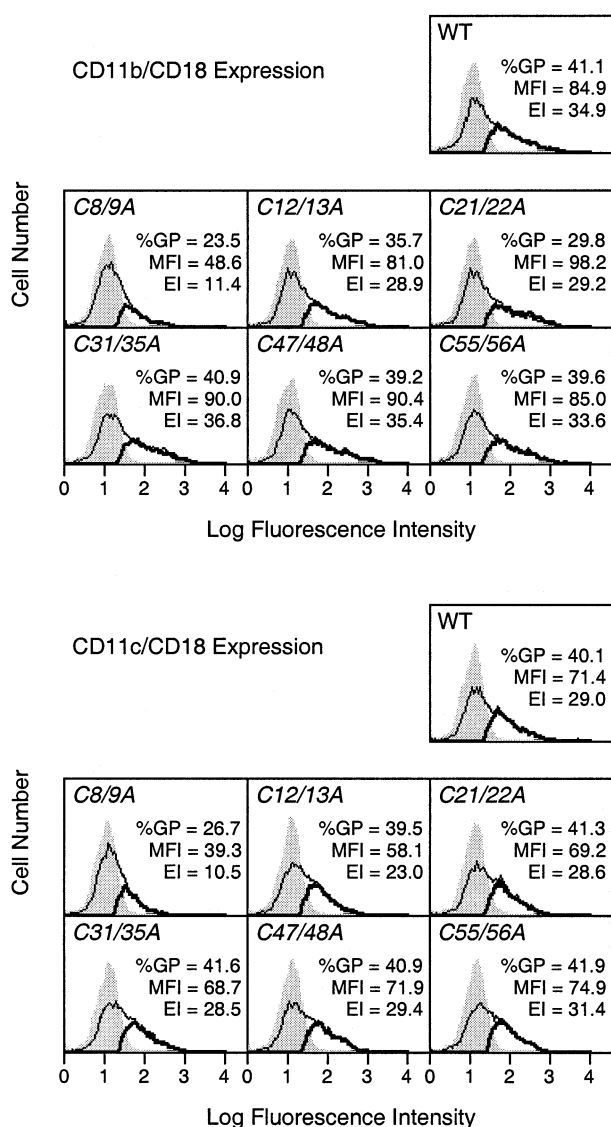 WT
CD11b/CD18 Expression
%GP = 41.1
MFI = 84.9
EI = 34.9
Cell Number
C8/9A
%GP = 23.5
MFI = 48.6
EI = 11.4
C12/13A
%GP = 35.7
MFI = 81.0
EI = 28.9
C21/22A
%GP = 29.8
MFI = 98.2
EI = 29.2
C31/35A
%GP = 40.9
MFI = 90.0
EI = 36.8
C47/48A
%GP = 39.2
MFI = 90.4
EI = 35.4
C55/56A
%GP = 39.6
MFI = 85.0
EI = 33.6
0 1 2 3 4 0 1 2 3 4 0 1 2 3 4
Log Fluorescence Intensity
WT
CD11c/CD18 Expression
%GP = 40.1
MFI = 71.4
EI = 29.0
Cell Number
C8/9A
%GP = 26.7
MFI = 39.3
EI = 10.5
C12/13A
%GP = 39.5
MFI = 58.1
EI = 23.0
C21/22A
%GP = 41.3
MFI = 69.2
EI = 28.6
C31/35A
%GP = 41.6
MFI = 68.7
EI = 28.5
C47/48A
%GP = 40.9
MFI = 71.9
EI = 29.4
C55/56A
%GP = 41.9
MFI = 74.9
EI = 31.4
0 1 2 3 4 0 1 2 3 4 0 1 2 3 4
Log Fluorescence Intensity